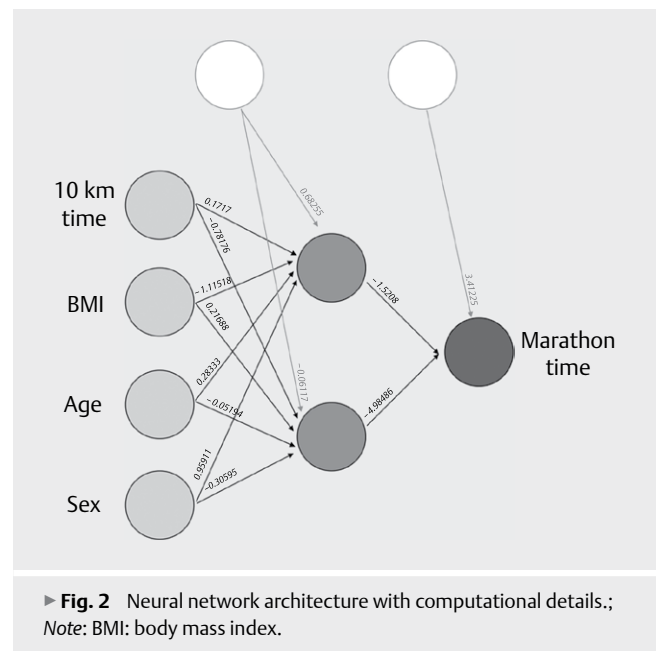 0.68255
3.41225
10 km
time
0.1717
−0.78176
BMI
−1.11518
0.21688
−1.5208
Marathon
time
−0.06117
Age
0.28333
−0.05194
−4.98486
Sex
0.95911
−0.30595
► Fig. 2 Neural network architecture with computational details.;
Note: BMI: body mass index.